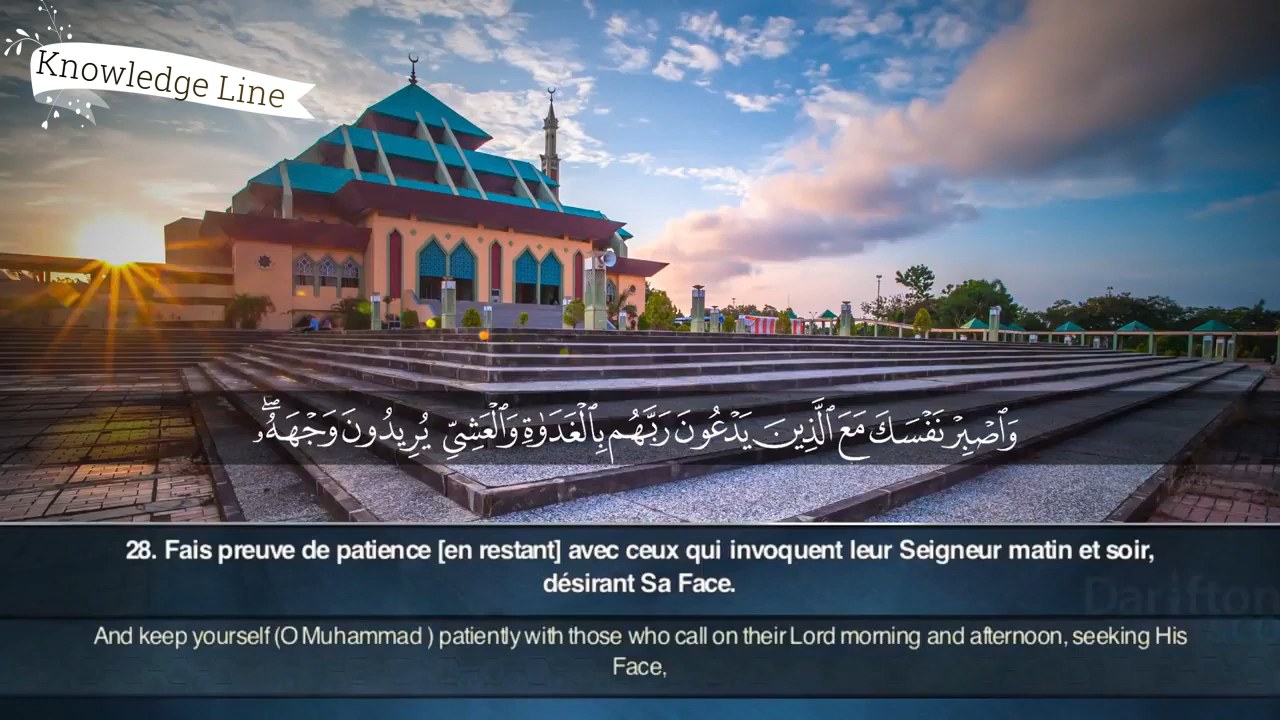 Knowledge Line
وَٱصْبِرْ نَفْسَكَ مَعَ ٱلَّذِينَ يَدْعُونَ رَبَّهُم بِٱلْغَدَوٰةِ وَٱلْعَشِىِّ يُرِيدُونَ وَجْهَهُۥ ۖ
28. Fais preuve de patience [en restant] avec ceux qui invoquent leur Seigneur matin et soir,
désirant Sa Face.
And keep yourself (O Muhammad ) patiently with those who call on their Lord morning and afternoon, seeking His
Face,